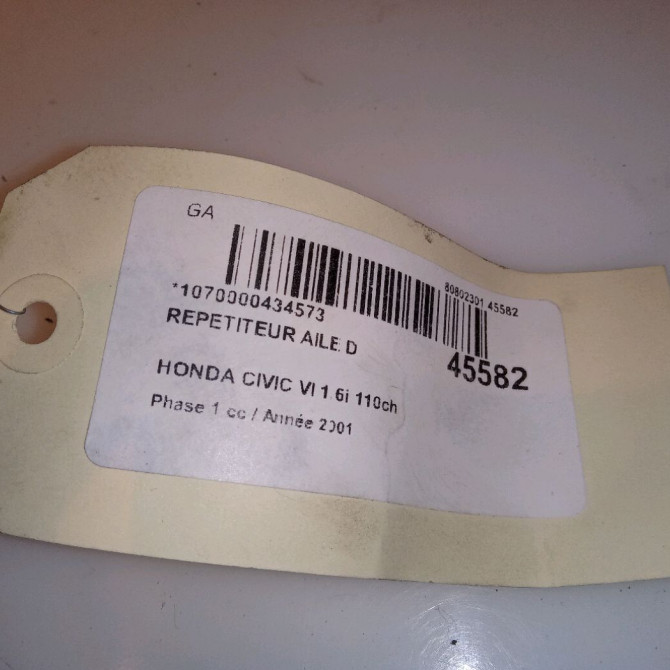 GA
80802301 45582
*1070000434573
REPETITEUR AILE D
45582
HONDA CIVIC VI 1.6i 110ch
Phase 1 cc / Année 2001